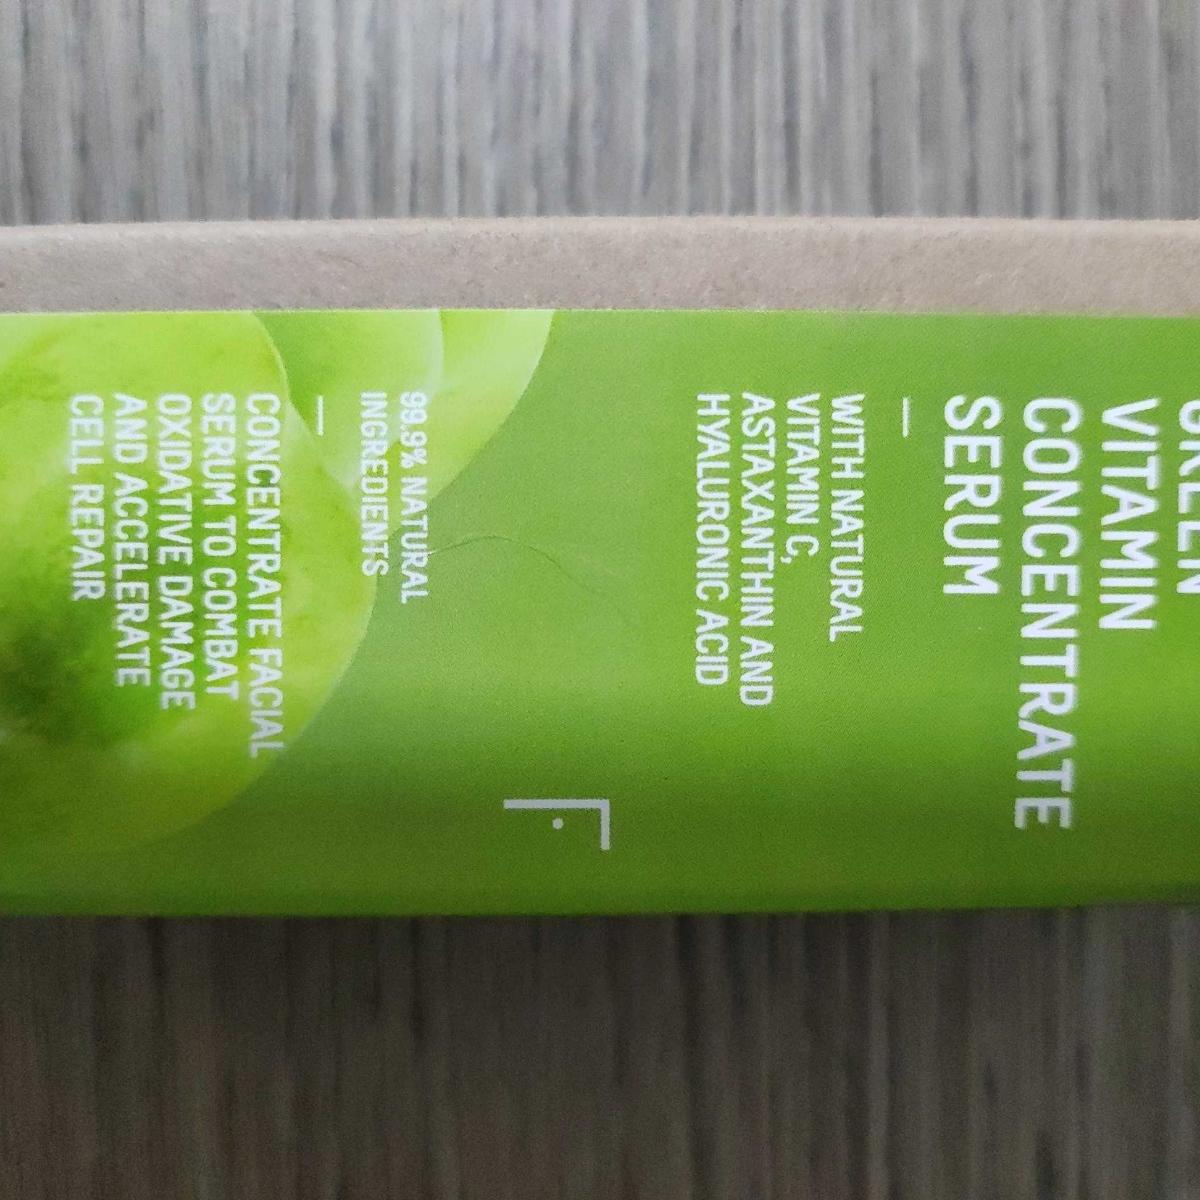 GREEN
VITAMIN
CONCENTRATE
SERUM
WITH NATURAL
VITAMIN C,
ASTAXANTHIN AND
HYALURONIC ACID
99.9% NATURAL
INGREDIENTS
CONCENTRATE FACIAL
SERUM TO COMBAT
OXIDATIVE DAMAGE
AND ACCELERATE
CELL REPAIR